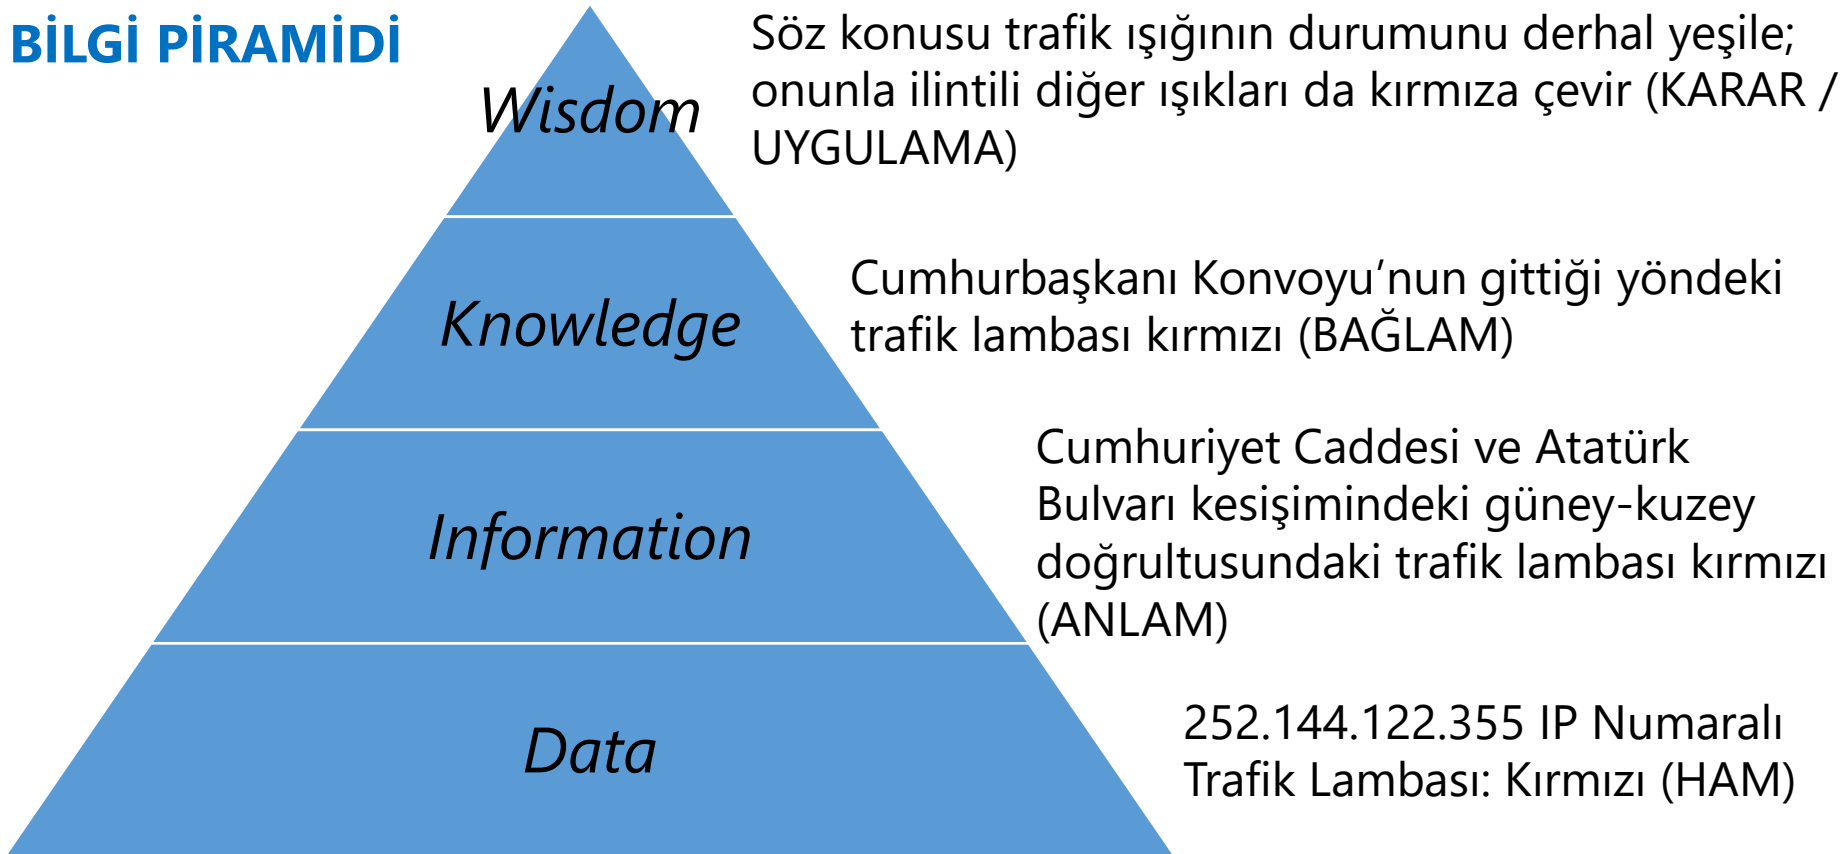 BİLGİ PİRAMİDİ
Wisdom
Söz konusu trafik ışığının durumunu derhal yeşile;
onunla ilintili diğer ışıkları da kırmıza çevir (KARAR /
UYGULAMA)
Knowledge
Cumhurbaşkanı Konvoyu’nun gittiği yöndeki
trafik lambası kırmızı (BAĞLAM)
Information
Cumhuriyet Caddesi ve Atatürk
Bulvarı kesişimindeki güney-kuzey
doğrultusundaki trafik lambası kırmızı
(ANLAM)
Data
252.144.122.355 IP Numaralı
Trafik Lambası: Kırmızı (HAM)